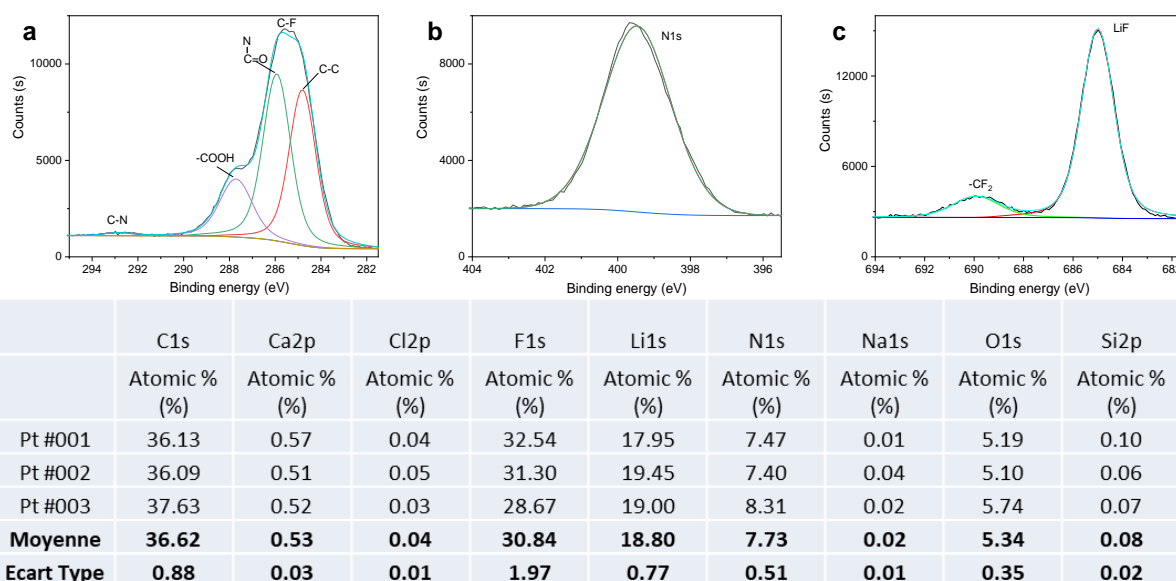 a
C-F
N
C=O
C-C
-COOH
C-N
10000
5000
0
Counts (s)
294 292 290 288 286 284 282
Binding energy (eV)
b
N1s
8000
4000
0
Counts (s)
404 402 400 398 396
Binding energy (eV)
c
LiF
-CF2
12000
6000
0
Counts (s)
694 692 690 688 686 684
Binding energy (eV)
C1s Ca2p Cl2p F1s Li1s N1s Na1s O1s Si2p
Atomic % Atomic % Atomic % Atomic % Atomic % Atomic % Atomic % Atomic % Atomic %
(%) (%) (%) (%) (%) (%) (%) (%) (%)
Pt #001 36.13 0.57 0.04 32.54 17.95 7.47 0.01 5.19 0.10
Pt #002 36.09 0.51 0.05 31.30 19.45 7.40 0.04 5.10 0.06
Pt #003 37.63 0.52 0.03 28.67 19.00 8.31 0.02 5.74 0.07
Moyenne 36.62 0.53 0.04 30.84 18.80 7.73 0.02 5.34 0.08
Ecart Type 0.88 0.03 0.01 1.97 0.77 0.51 0.01 0.35 0.02